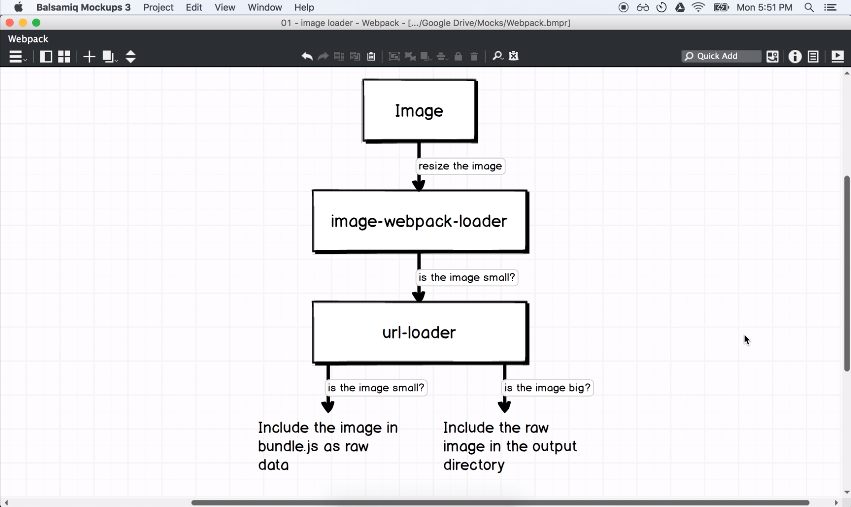 Balsamiq Mockups 3 Project Edit View Window Help Mon 5:51 PM
01 - image loader - Webpack - [.../Google Drive/Mocks/Webpack.bmpr]
Webpack
Quick Add
Image
resize the image
image-webpack-loader
is the image small?
url-loader
is the image small?
is the image big?
Include the image in
bundle.js as raw
data
Include the raw
image in the output
directory